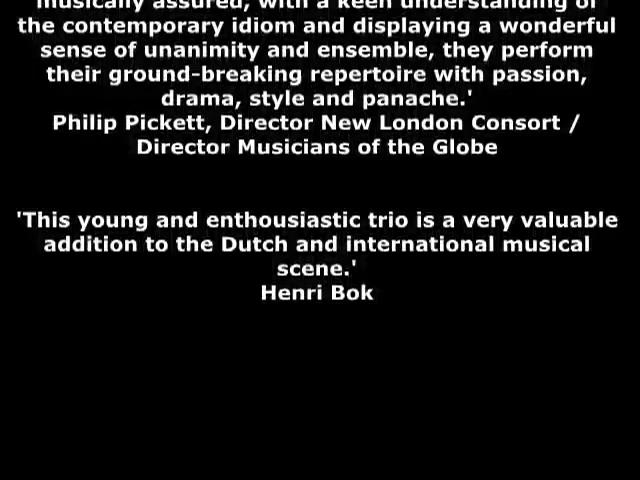 musically assured, with a keen understanding of
the contemporary idiom and displaying a wonderful
sense of unanimity and ensemble, they perform
their ground-breaking repertoire with passion,
drama, style and panache.'
Philip Pickett, Director New London Consort /
Director Musicians of the Globe
'This young and enthousiastic trio is a very valuable
addition to the Dutch and international musical
scene.'
Henri Bok